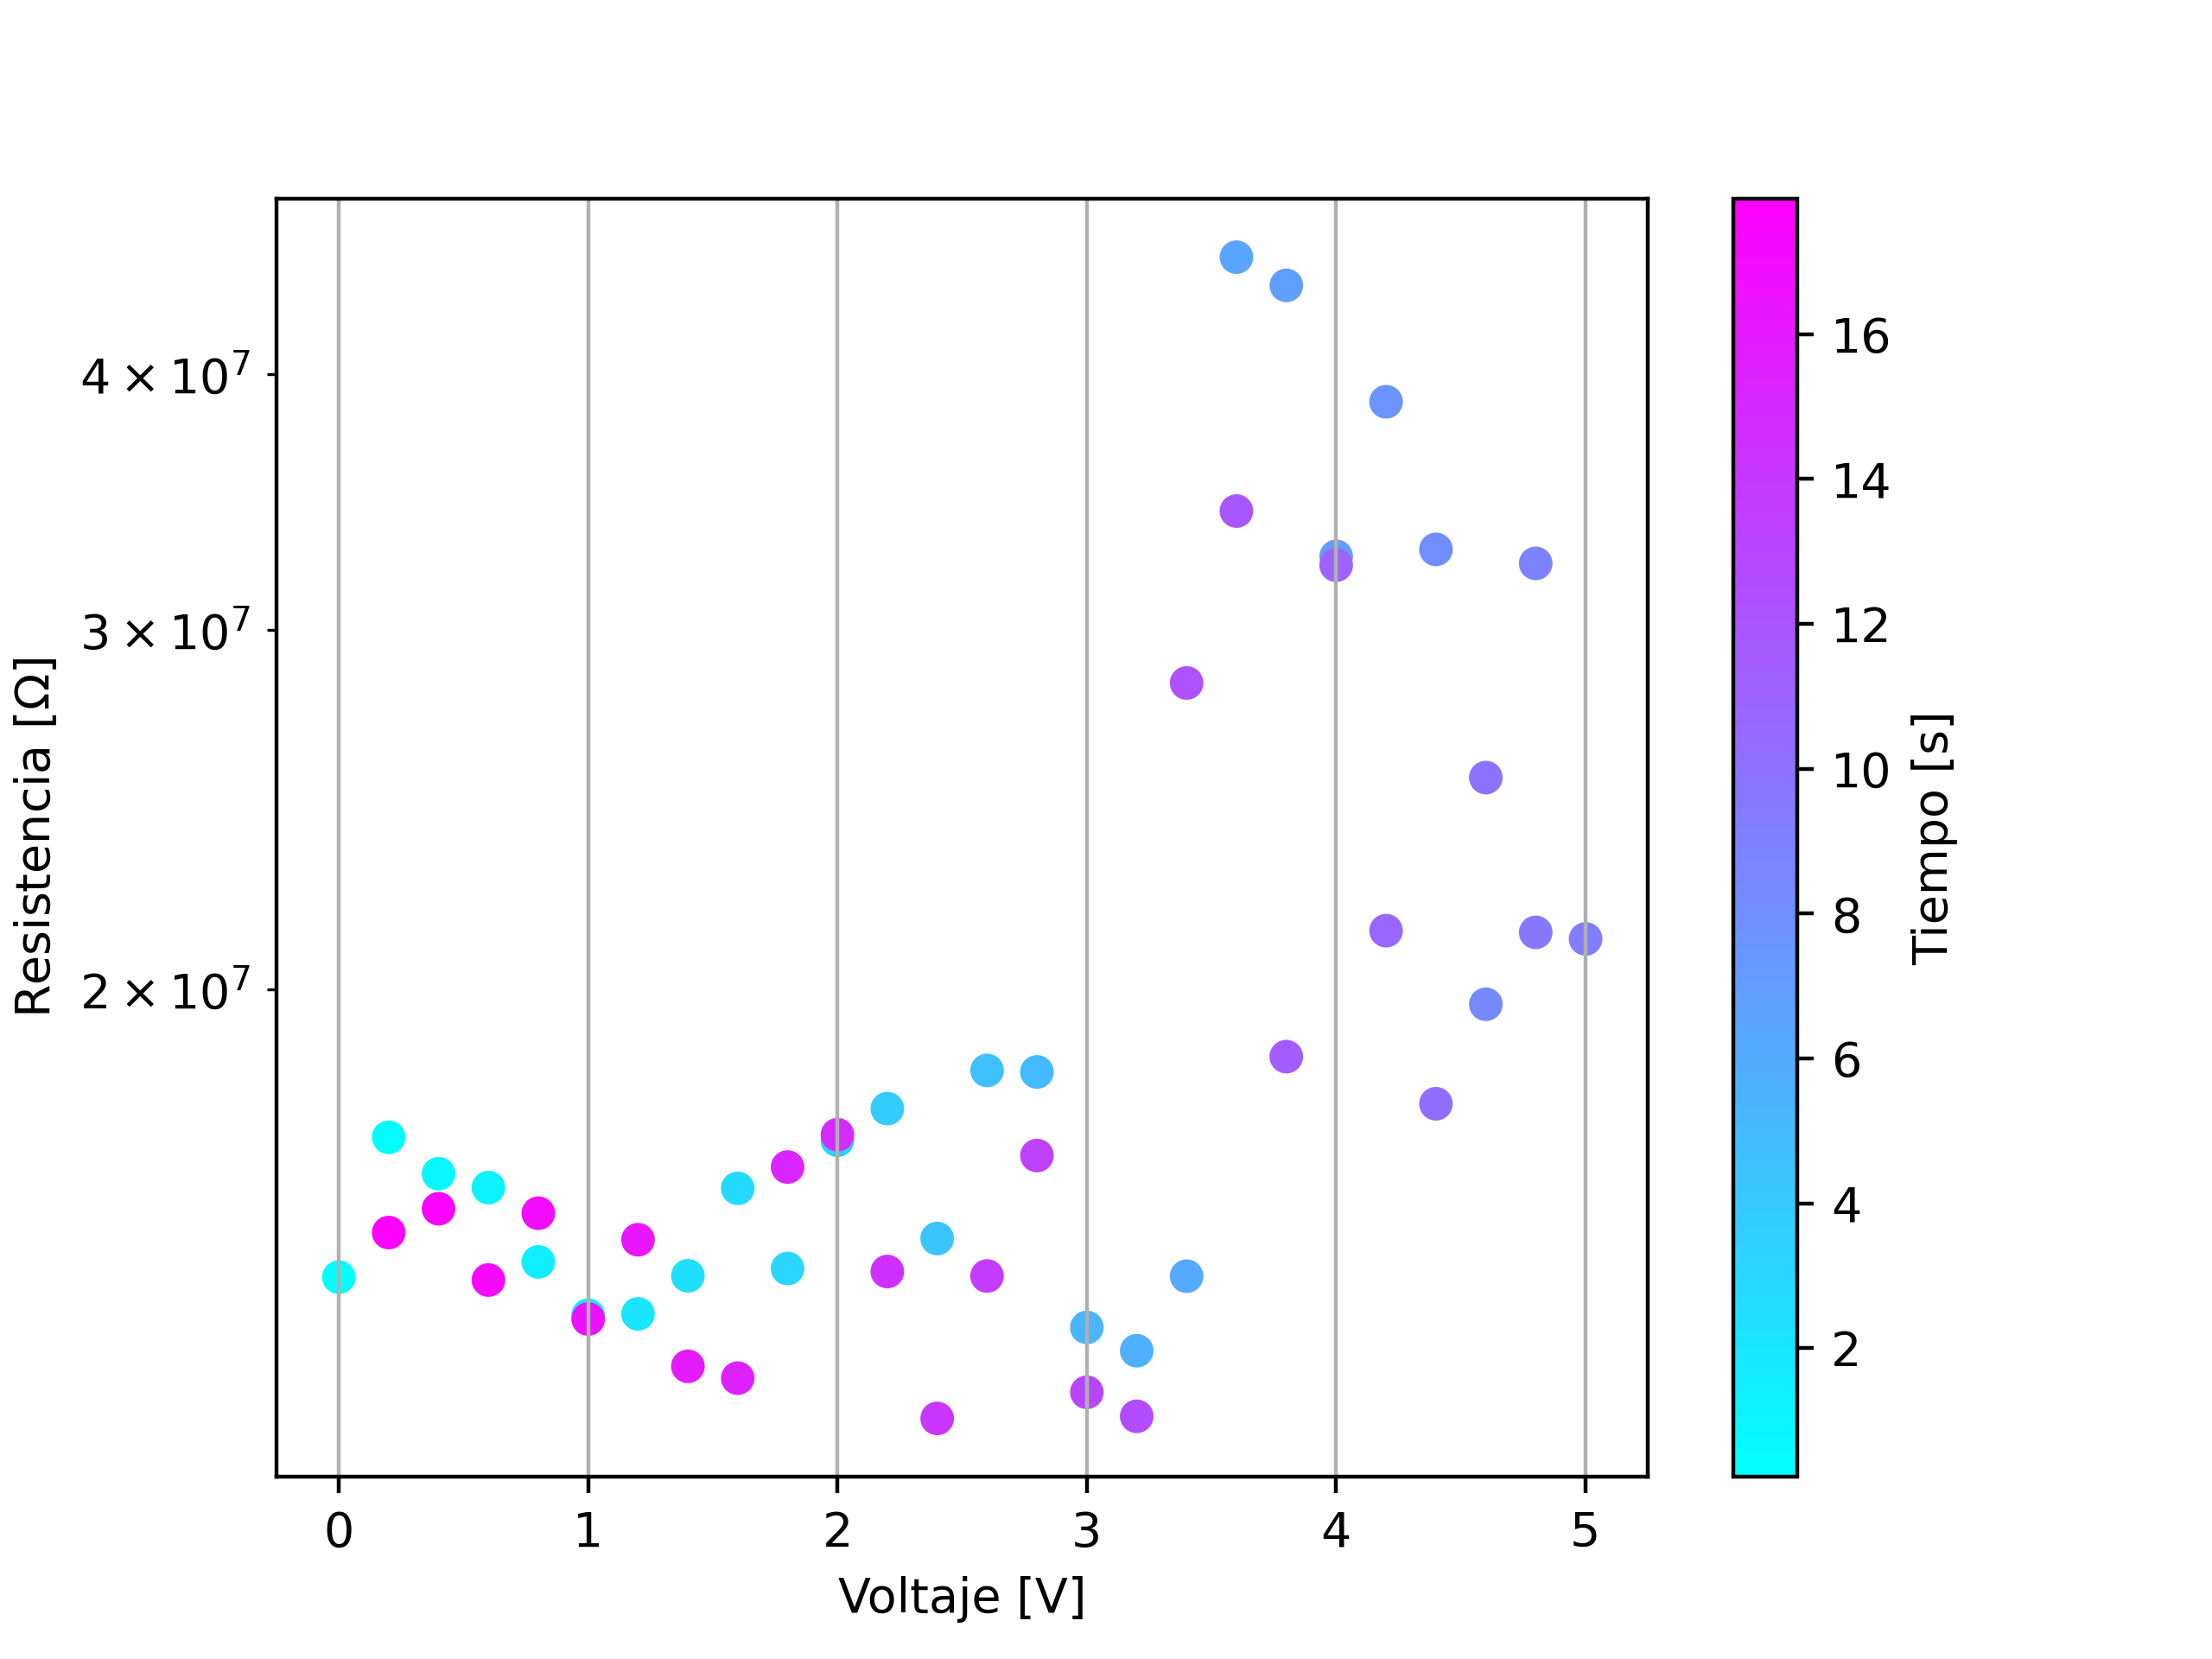 4 × 10⁷
3 × 10⁷
2 × 10⁷
Resistencia [Ω]
0 1 2 3 4 5
Voltaje [V]
16
14
12
10
8
6
4
2
Tiempo [s]